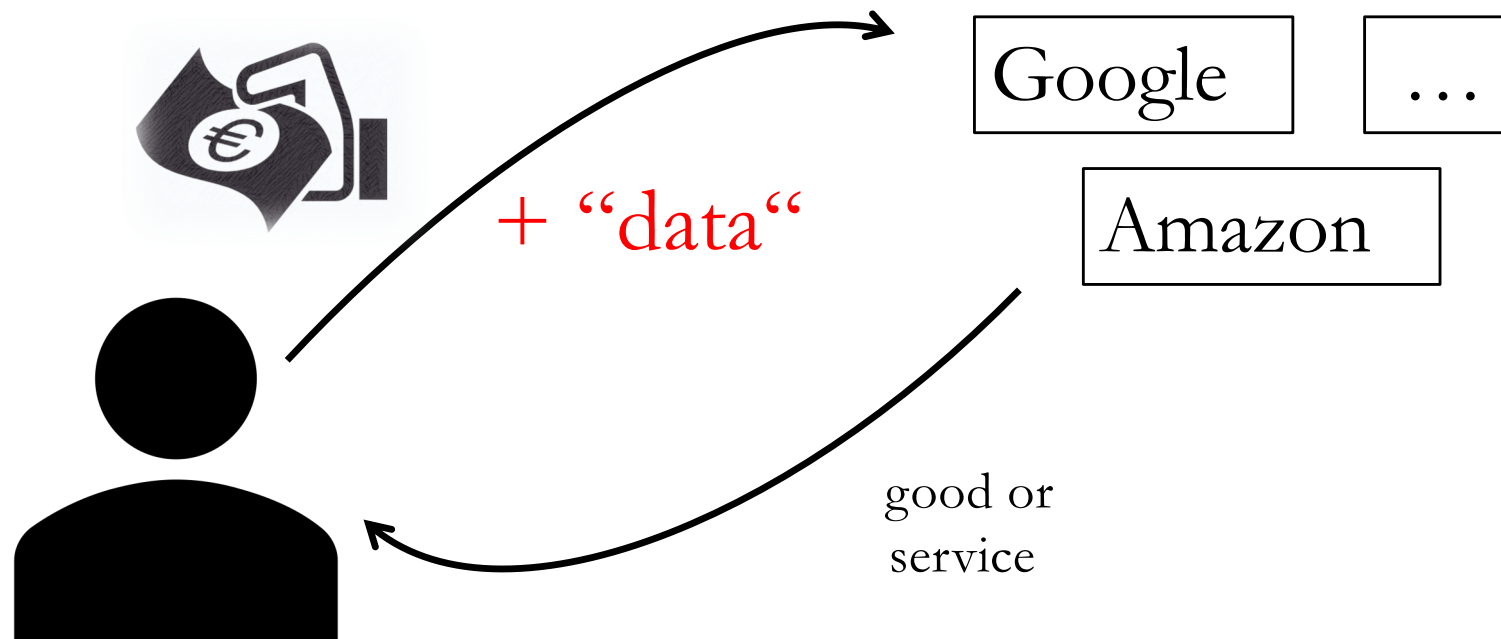 Google
…
€
+ “data“
Amazon
good or
service